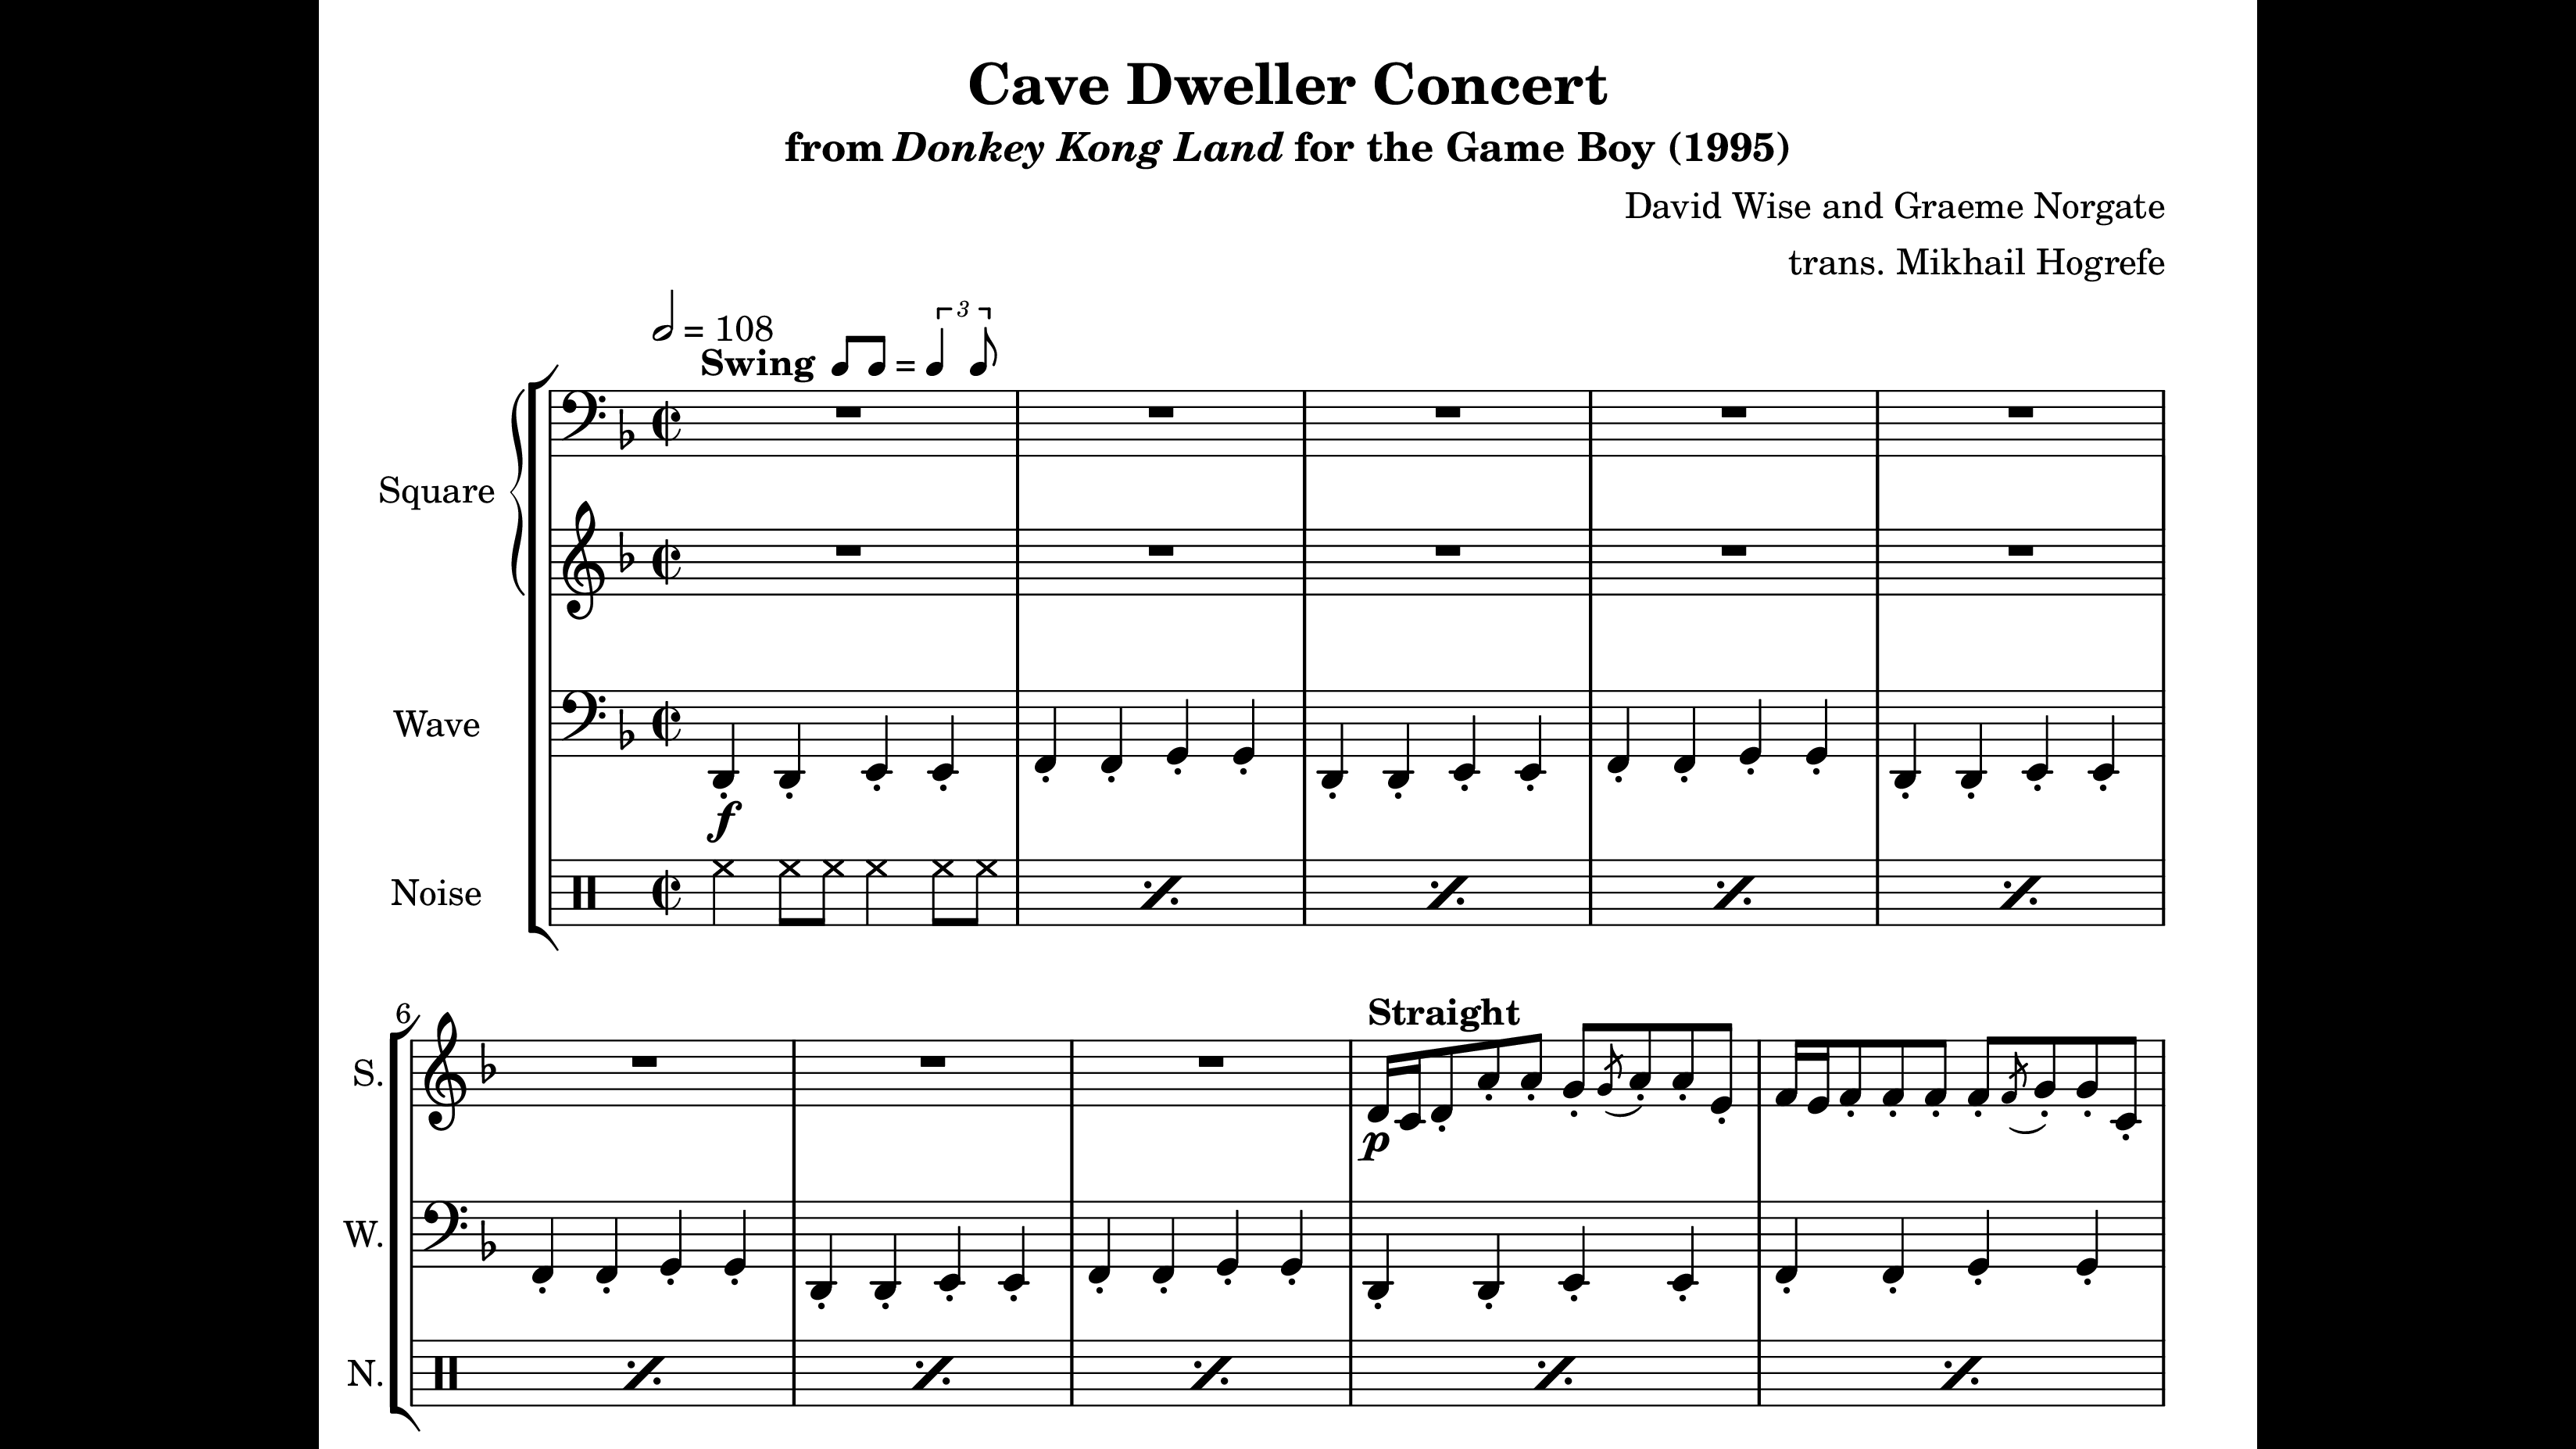 Cave Dweller Concert
from Donkey Kong Land for the Game Boy (1995)
David Wise and Graeme Norgate
trans. Mikhail Hogrefe
= 108
Swing = 3
Square
Wave
f
Noise
6
Straight
S.
p
W.
N.